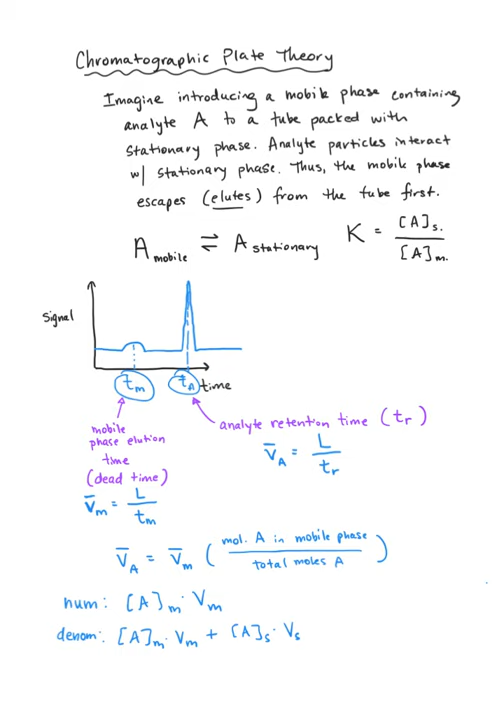 Chromatographic Plate Theory
Imagine introducing a mobile phase containing
analyte A to a tube packed with
stationary phase. Analyte particles interact
w/ stationary phase. Thus, the mobile phase
escapes (elutes) from the tube first.
A mobile ⇌ A stationary K = [A]s. / [A]m.
Signal
tm tA time
mobile
phase elution
time
(dead time)
analyte retention time (tr)
V̄A = L / tr
V̄m = L / tm
V̄A = V̄m ( mol. A in mobile phase / total moles A )
num: [A]m · Vm
denom: [A]m · Vm + [A]s · Vs